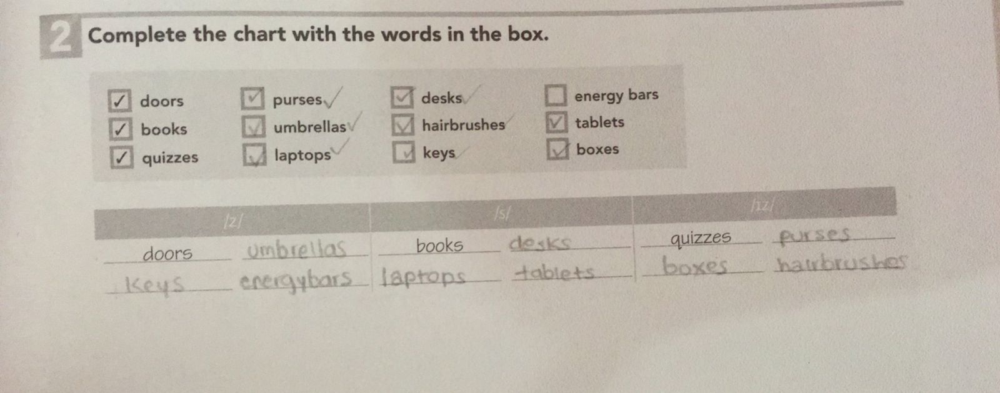 2 Complete the chart with the words in the box.
doors purses desks energy bars
books umbrellas hairbrushes tablets
quizzes laptops keys boxes
/z/ /s/ /ɪz/
doors umbrellas books desks quizzes purses
keys energybars laptops tablets boxes hairbrushes